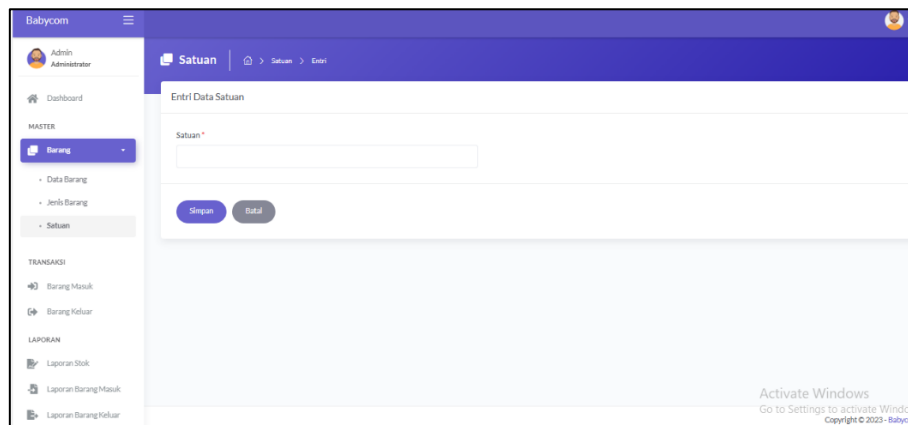 Babycom
Admin
Administrator
Dashboard
MASTER
Barang
Data Barang
Jenis Barang
Satuan
TRANSAKSI
Barang Masuk
Barang Keluar
LAPORAN
Laporan Stok
Laporan Barang Masuk
Laporan Barang Keluar
Satuan > Satuan > Entri
Entri Data Satuan
Satuan *
Simpan Batal
Activate Windows
Go to Settings to activate Windo
Copyright © 2023 - Babyc